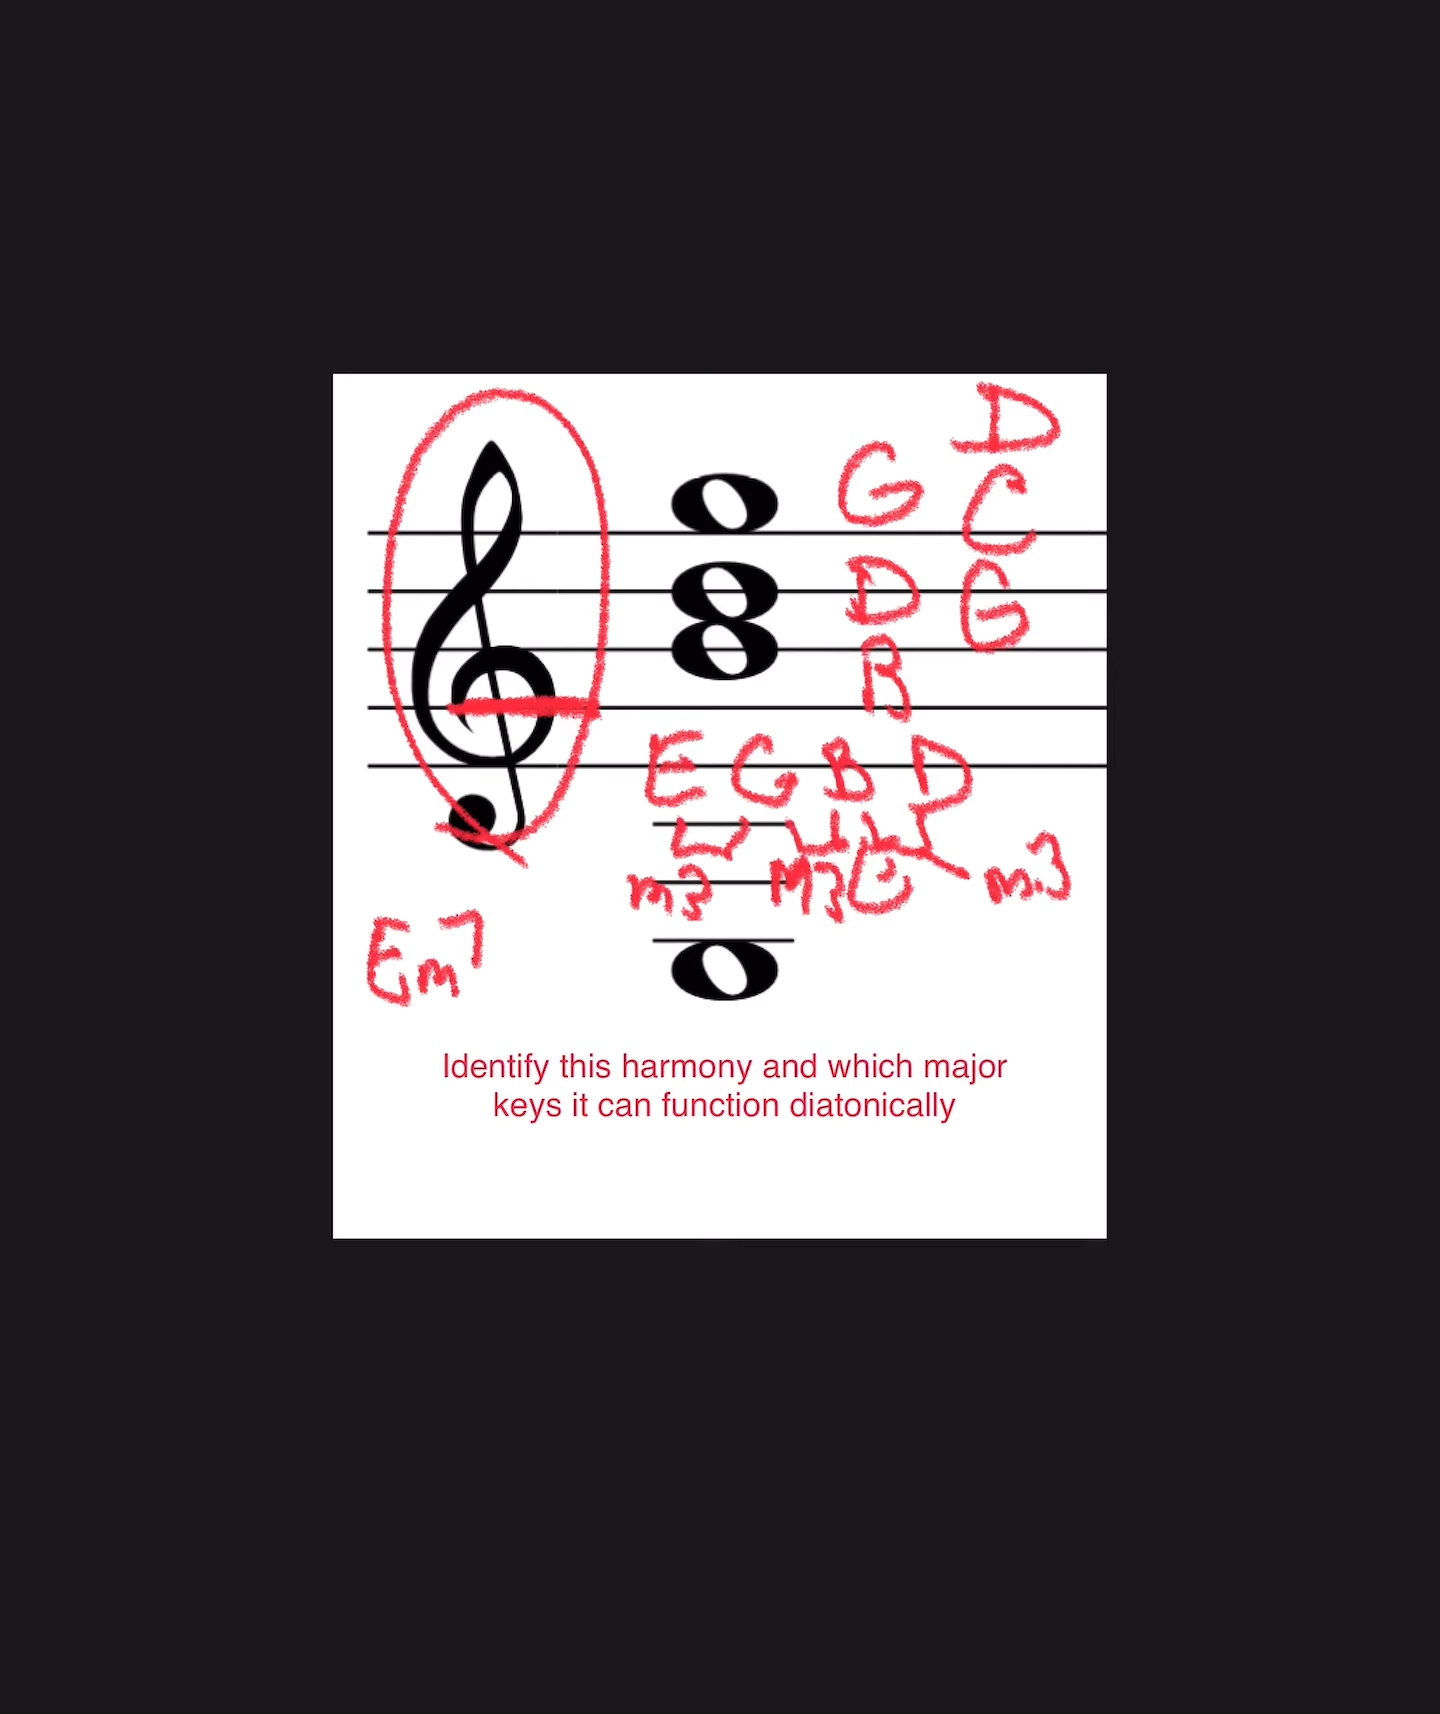 D
G C
D G
B
E G B D
m3 M3 m3
Em7
Identify this harmony and which major
keys it can function diatonically